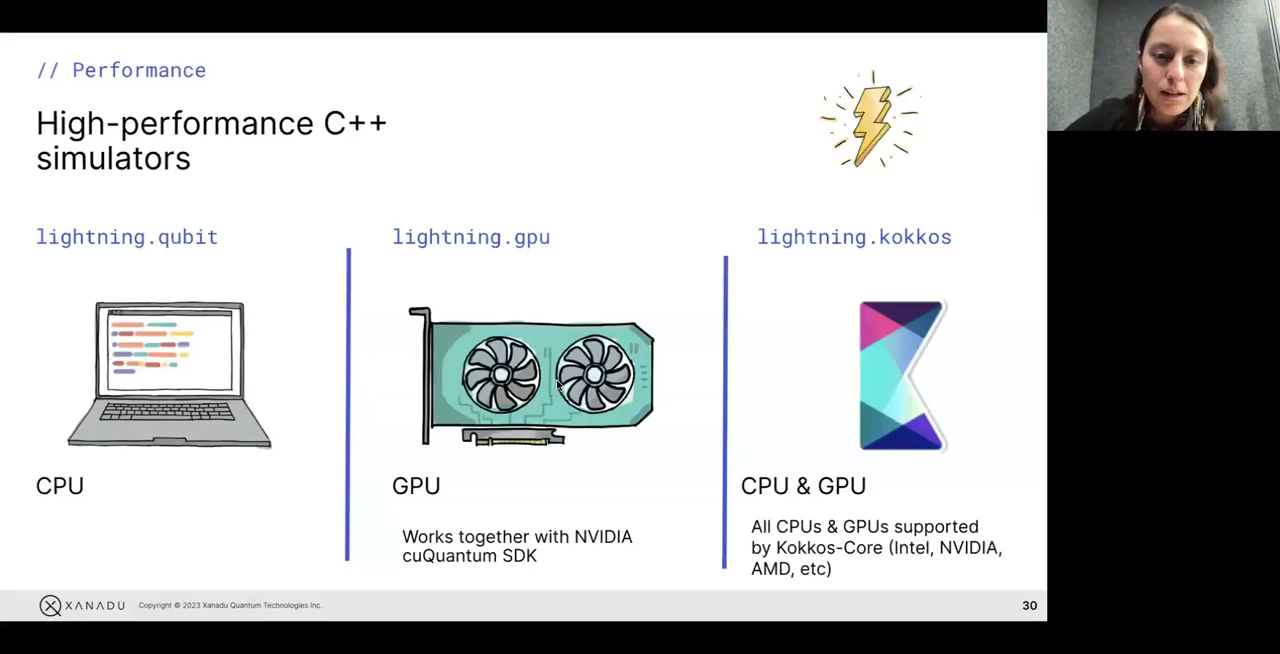 // Performance
High-performance C++
simulators
lightning.qubit
lightning.gpu
lightning.kokkos
CPU
GPU
CPU & GPU
Works together with NVIDIA
cuQuantum SDK
All CPUs & GPUs supported
by Kokkos-Core (Intel, NVIDIA,
AMD, etc)
XANADU
Copyright © 2023 Xanadu Quantum Technologies Inc.
30